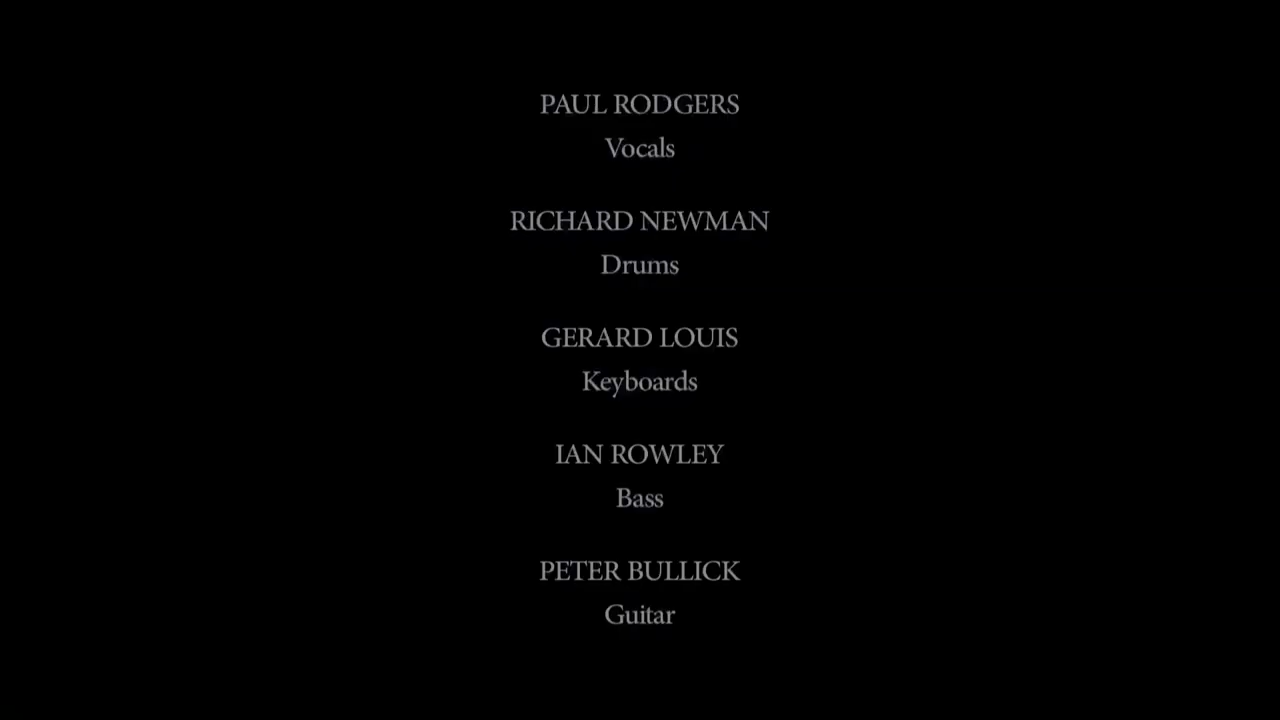 PAUL RODGERS
Vocals
RICHARD NEWMAN
Drums
GERARD LOUIS
Keyboards
IAN ROWLEY
Bass
PETER BULLICK
Guitar